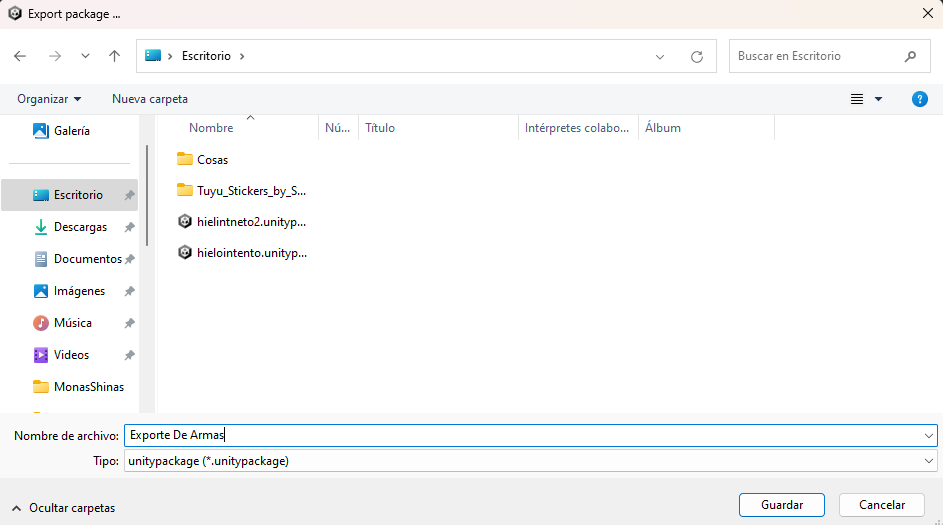 Export package ...
Escritorio
Buscar en Escritorio
Organizar
Nueva carpeta
Galería
Escritorio
Descargas
Documentos
Imágenes
Música
Videos
MonasShinas
Nombre
Nú...
Título
Intérpretes colabo...
Álbum
Cosas
Tuyu_Stickers_by_S...
hielintneto2.unityp...
hielointento.unityp...
Nombre de archivo: Exporte De Armas
Tipo: unitypackage (*.unitypackage)
Ocultar carpetas
Guardar
Cancelar